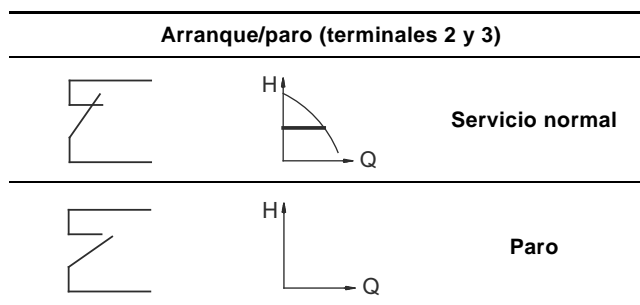 Arranque/paro (terminales 2 y 3)
H
Q
Servicio normal
H
Q
Paro